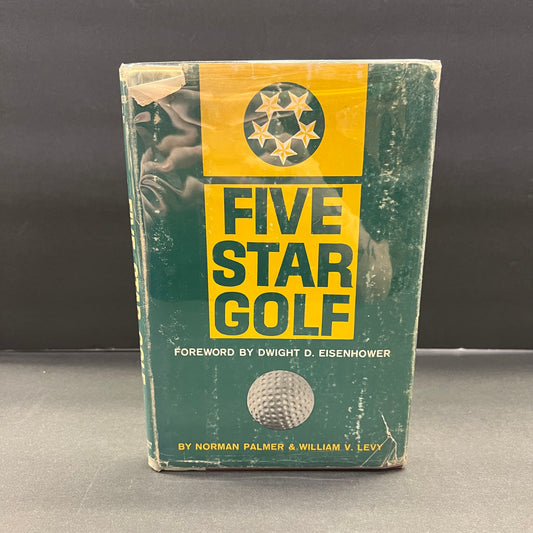 FIVE
STAR
GOLF
FOREWORD BY DWIGHT D. EISENHOWER
BY NORMAN PALMER & WILLIAM V. LEVY